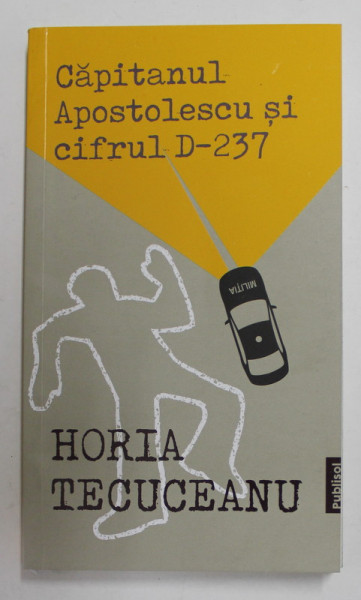 Căpitanul
Apostolescu și
cifrul D-237
MILIȚIA
HORIA
TECUCEANU
Publisol